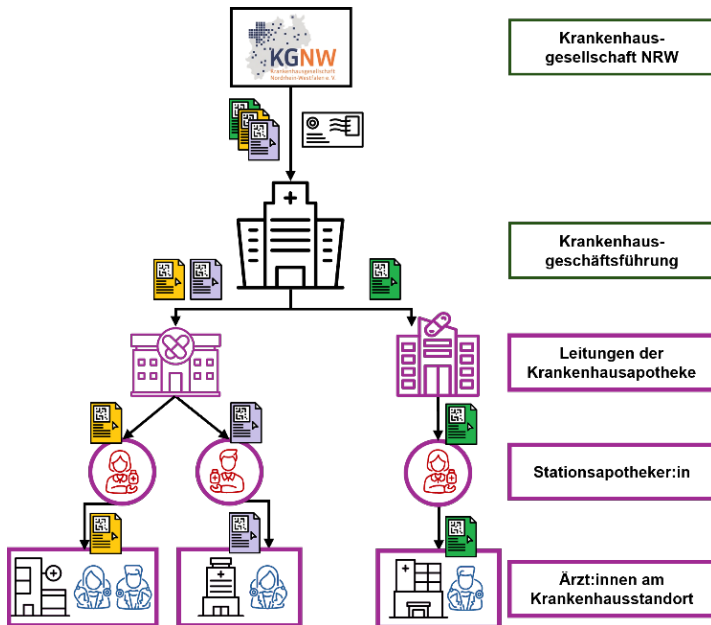 KGNW
Krankenhausgesellschaft
Nordrhein-Westfalen e. V.
Krankenhaus-
gesellschaft NRW
Krankenhaus-
geschäftsführung
Leitungen der
Krankenhausapotheke
Stationsapotheker:in
Ärzt:innen am
Krankenhausstandort